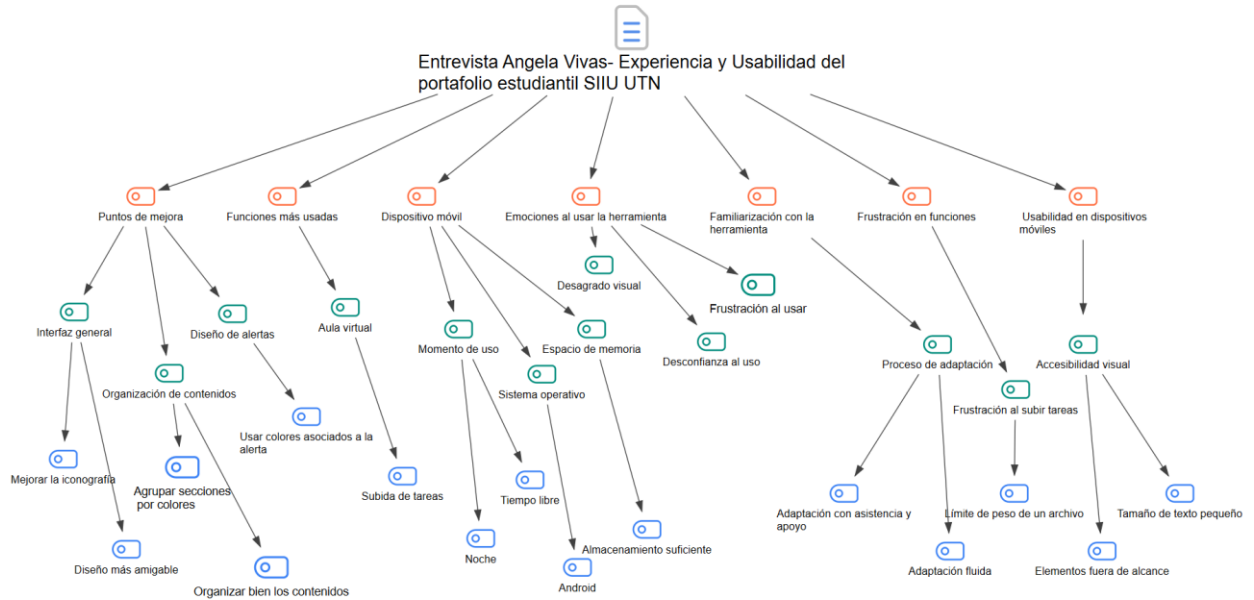 Entrevista Angela Vivas- Experiencia y Usabilidad del
portafolio estudiantil SIIU UTN
Puntos de mejora
Funciones más usadas
Dispositivo móvil
Emociones al usar la herramienta
Familiarización con la
herramienta
Frustración en funciones
Usabilidad en dispositivos
móviles
Desagrado visual
Frustración al usar
Interfaz general
Diseño de alertas
Aula virtual
Momento de uso
Espacio de memoria
Desconfianza al uso
Proceso de adaptación
Accesibilidad visual
Organización de contenidos
Sistema operativo
Frustración al subir tareas
Usar colores asociados a la
alerta
Mejorar la iconografía
Agrupar secciones
por colores
Subida de tareas
Tiempo libre
Adaptación con asistencia y
apoyo
Límite de peso de un archivo
Tamaño de texto pequeño
Noche
Almacenamiento suficiente
Diseño más amigable
Organizar bien los contenidos
Android
Adaptación fluida
Elementos fuera de alcance